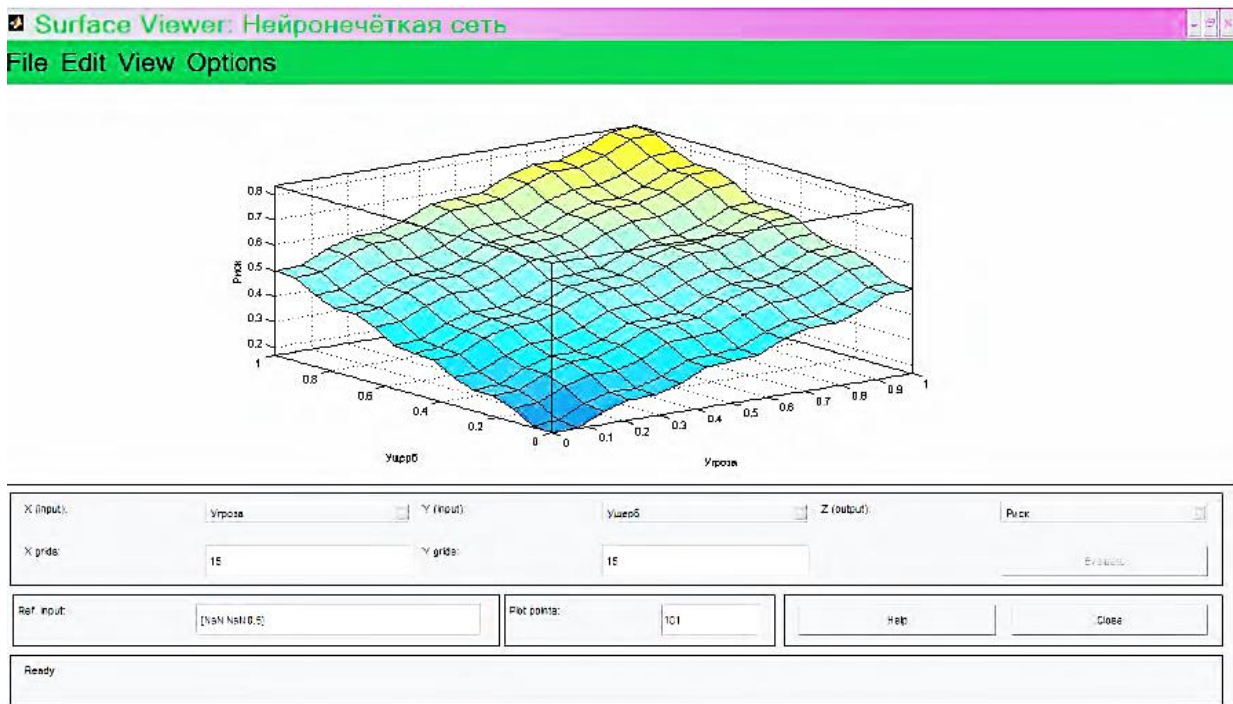 Surface Viewer: Нейронечёткая сеть
File Edit View Options
0.8
0.7
0.6
0.5
0.4
0.3
0.2
Риск
1
0.8
0.6
0.4
0.2
0
Ущерб
0
0.1
0.2
0.3
0.4
0.5
0.6
0.7
0.8
0.9
1
Угроза
X (input): Угроза Y (input): Ущерб Z (output): Риск
X grids: 15 Y grids: 15 Evaluate
Ref. input: [NaN NaN 0.5] Plot points: 101 Help Close
Ready